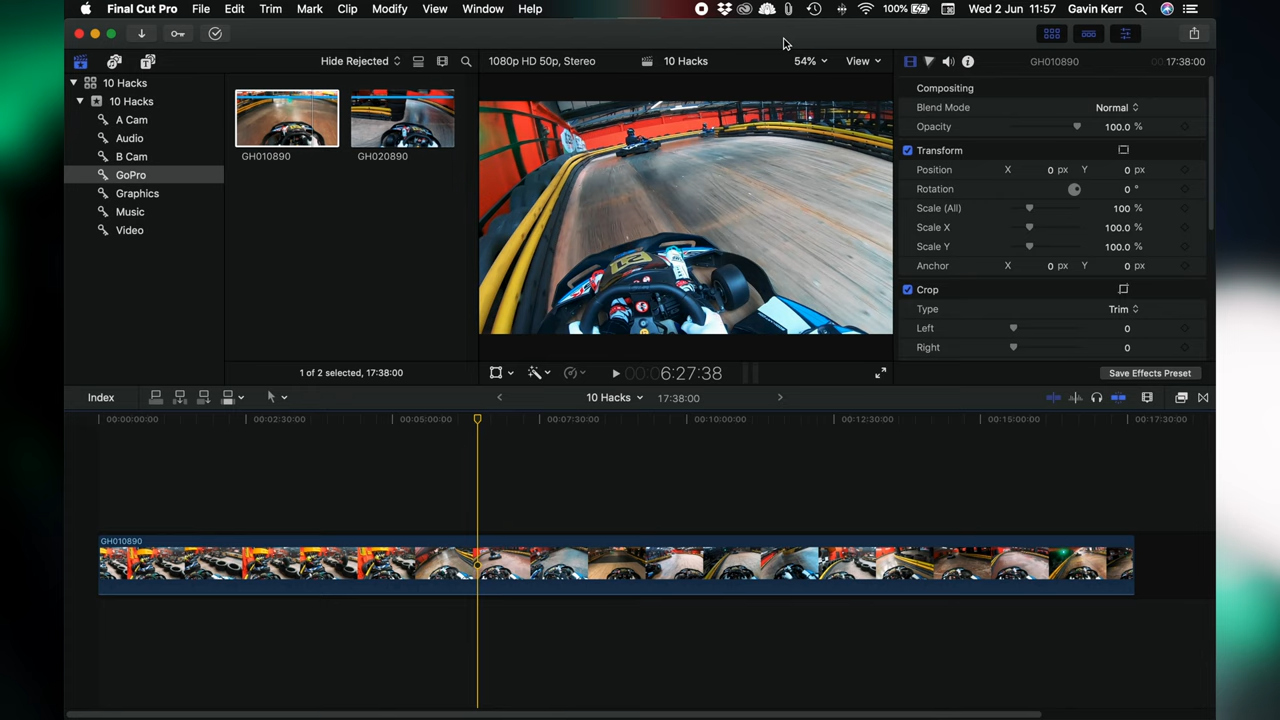 Final Cut Pro File Edit Trim Mark Clip Modify View Window Help 100% Wed 2 Jun 11:57 Gavin Kerr
Hide Rejected 1080p HD 50p, Stereo 10 Hacks 54% View GH010890 00:00:17:38:00
10 Hacks
10 Hacks
A Cam
Audio
B Cam
GoPro
Graphics
Music
Video
GH010890 GH020890
1 of 2 selected, 17:38:00
Compositing
Blend Mode Normal
Opacity 100.0 %
Transform
Position X 0 px Y 0 px
Rotation 0 °
Scale (All) 100 %
Scale X 100.0 %
Scale Y 100.0 %
Anchor X 0 px Y 0 px
Crop
Type Trim
Left 0
Right 0
00:06:27:38 Save Effects Preset
Index 10 Hacks 17:38:00
00:00:00:00 00:02:30:00 00:05:00:00 00:07:30:00 00:10:00:00 00:12:30:00 00:15:00:00 00:17:30:00
GH010890